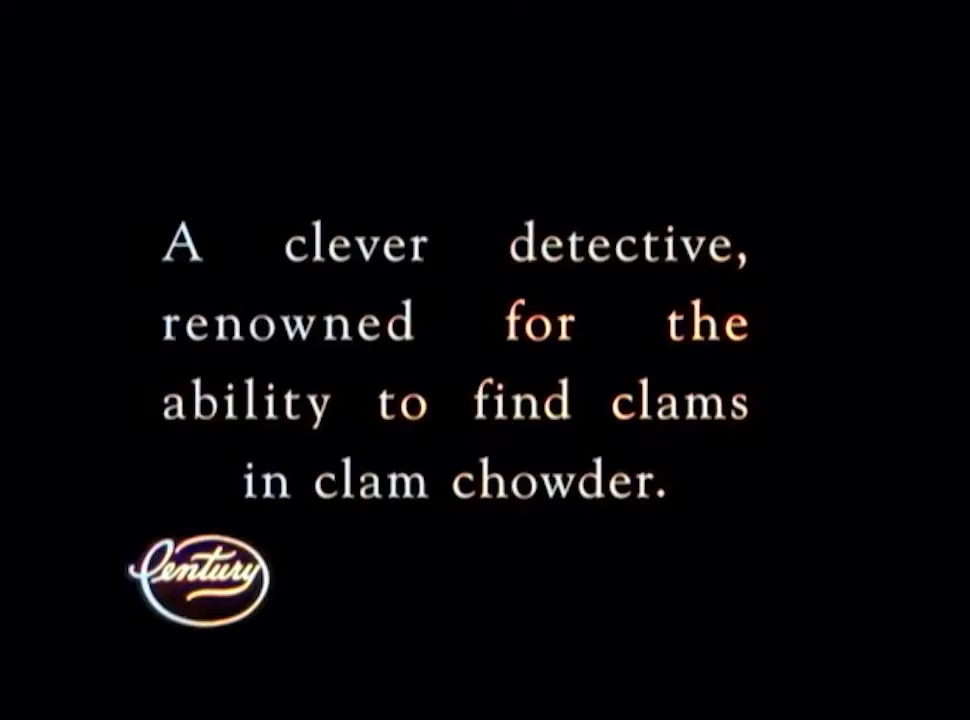 A clever detective,
renowned for the
ability to find clams
in clam chowder.
Century